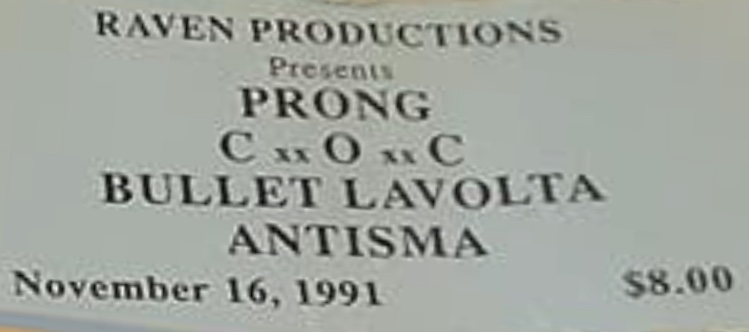 RAVEN PRODUCTIONS
Presents
PRONG
C xx O xx C
BULLET LAVOLTA
ANTISMA
November 16, 1991 $8.00